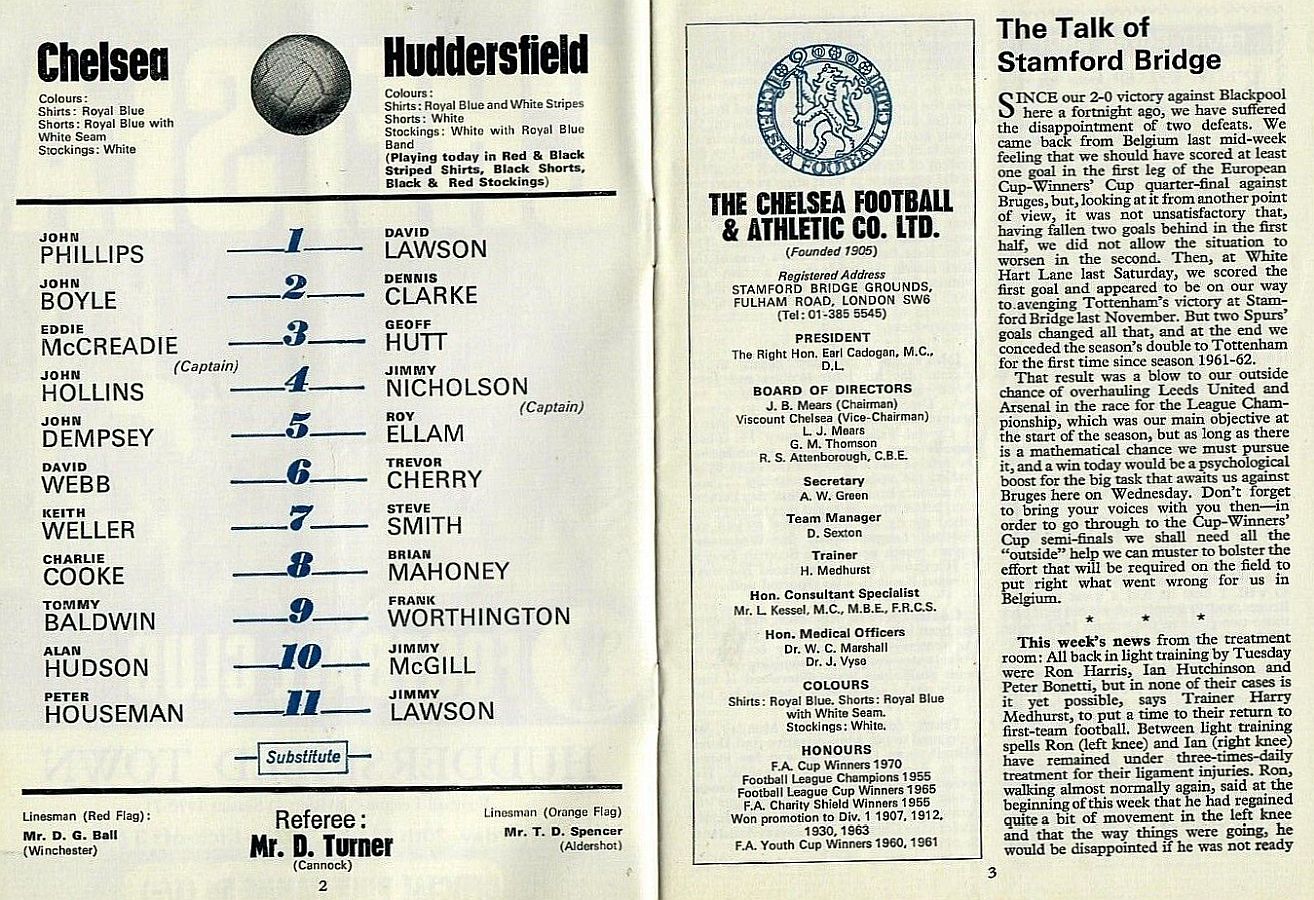 Chelsea
Colours:
Shirts: Royal Blue
Shorts: Royal Blue with
White Seam
Stockings: White
Huddersfield
Colours:
Shirts: Royal Blue and White Stripes
Shorts: White
Stockings: White with Royal Blue
Band
(Playing today in Red & Black
Striped Shirts, Black Shorts,
Black & Red Stockings)
JOHN PHILLIPS 1 DAVID LAWSON
JOHN BOYLE 2 DENNIS CLARKE
EDDIE McCREADIE (Captain) 3 GEOFF HUTT
JOHN HOLLINS 4 JIMMY NICHOLSON (Captain)
JOHN DEMPSEY 5 ROY ELLAM
DAVID WEBB 6 TREVOR CHERRY
KEITH WELLER 7 STEVE SMITH
CHARLIE COOKE 8 BRIAN MAHONEY
TOMMY BALDWIN 9 FRANK WORTHINGTON
ALAN HUDSON 10 JIMMY McGILL
PETER HOUSEMAN 11 JIMMY LAWSON
Substitute
Linesman (Red Flag):
Mr. D. G. Ball
(Winchester)
Referee:
Mr. D. Turner
(Cannock)
Linesman (Orange Flag)
Mr. T. D. Spencer
(Aldershot)
2
CHELSEA FOOTBALL CLUB
THE CHELSEA FOOTBALL
& ATHLETIC CO. LTD.
(Founded 1905)
Registered Address
STAMFORD BRIDGE GROUNDS,
FULHAM ROAD, LONDON SW6
(Tel: 01-385 5545)
PRESIDENT
The Right Hon. Earl Cadogan, M.C.,
D.L.
BOARD OF DIRECTORS
J. B. Mears (Chairman)
Viscount Chelsea (Vice-Chairman)
L. J. Mears
G. M. Thomson
R. S. Attenborough, C.B.E.
Secretary
A. W. Green
Team Manager
D. Sexton
Trainer
H. Medhurst
Hon. Consultant Specialist
Mr. L. Kessel, M.C., M.B.E., F.R.C.S.
Hon. Medical Officers
Dr. W. C. Marshall
Dr. J. Vyse
COLOURS
Shirts: Royal Blue. Shorts: Royal Blue
with White Seam.
Stockings: White.
HONOURS
F.A. Cup Winners 1970
Football League Champions 1955
Football League Cup Winners 1965
F.A. Charity Shield Winners 1955
Won promotion to Div. 1 1907, 1912,
1930, 1963
F.A. Youth Cup Winners 1960, 1961
The Talk of
Stamford Bridge
SINCE our 2-0 victory against Blackpool
here a fortnight ago, we have suffered
the disappointment of two defeats. We
came back from Belgium last mid-week
feeling that we should have scored at least
one goal in the first leg of the European
Cup-Winners' Cup quarter-final against
Bruges, but, looking at it from another point
of view, it was not unsatisfactory that,
having fallen two goals behind in the first
half, we did not allow the situation to
worsen in the second. Then, at White
Hart Lane last Saturday, we scored the
first goal and appeared to be on our way
to avenging Tottenham's victory at Stam-
ford Bridge last November. But two Spurs'
goals changed all that, and at the end we
conceded the season's double to Tottenham
for the first time since season 1961-62.
That result was a blow to our outside
chance of overhauling Leeds United and
Arsenal in the race for the League Cham-
pionship, which was our main objective at
the start of the season, but as long as there
is a mathematical chance we must pursue
it, and a win today would be a psychological
boost for the big task that awaits us against
Bruges here on Wednesday. Don't forget
to bring your voices with you then—in
order to go through to the Cup-Winners'
Cup semi-finals we shall need all the
"outside" help we can muster to bolster the
effort that will be required on the field to
put right what went wrong for us in
Belgium.
* * *
This week's news from the treatment
room: All back in light training by Tuesday
were Ron Harris, Ian Hutchinson and
Peter Bonetti, but in none of their cases is
it yet possible, says Trainer Harry
Medhurst, to put a time to their return to
first-team football. Between light training
spells Ron (left knee) and Ian (right knee)
have remained under three-times-daily
treatment for their ligament injuries. Ron,
walking almost normally again, said at the
beginning of this week that he had regained
quite a bit of movement in the left knee
and that the way things were going, he
would be disappointed if he was not ready
3